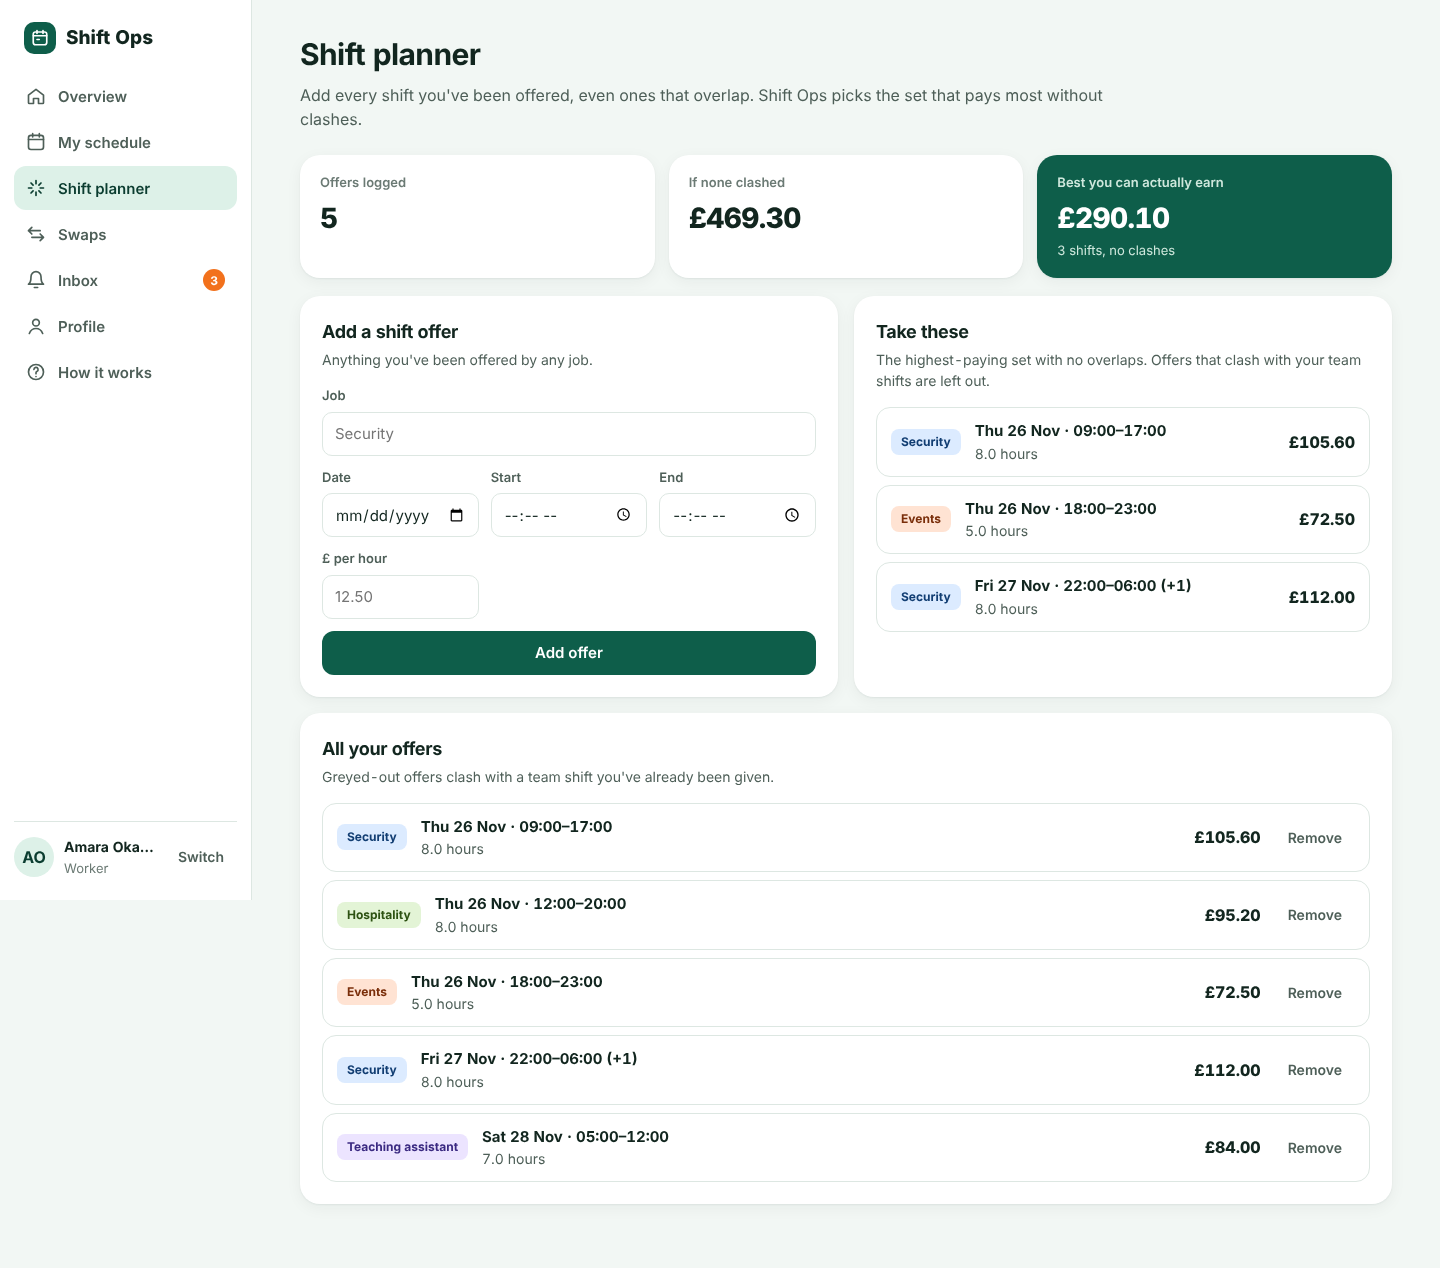 Shift Ops
Overview
My schedule
Shift planner
Swaps
Inbox
3
Profile
How it works
AO
Amara Oka...
Worker
Switch
Shift planner
Add every shift you've been offered, even ones that overlap. Shift Ops picks the set that pays most without
clashes.
Offers logged
5
If none clashed
£469.30
Best you can actually earn
£290.10
3 shifts, no clashes
Add a shift offer
Anything you've been offered by any job.
Job
Security
Date
Start
End
mm/dd/yyyy
--:-- --
--:-- --
£ per hour
12.50
Add offer
Take these
The highest-paying set with no overlaps. Offers that clash with your team
shifts are left out.
Security
Thu 26 Nov · 09:00–17:00
8.0 hours
£105.60
Events
Thu 26 Nov · 18:00–23:00
5.0 hours
£72.50
Security
Fri 27 Nov · 22:00–06:00 (+1)
8.0 hours
£112.00
All your offers
Greyed-out offers clash with a team shift you've already been given.
Security
Thu 26 Nov · 09:00–17:00
8.0 hours
£105.60
Remove
Hospitality
Thu 26 Nov · 12:00–20:00
8.0 hours
£95.20
Remove
Events
Thu 26 Nov · 18:00–23:00
5.0 hours
£72.50
Remove
Security
Fri 27 Nov · 22:00–06:00 (+1)
8.0 hours
£112.00
Remove
Teaching assistant
Sat 28 Nov · 05:00–12:00
7.0 hours
£84.00
Remove